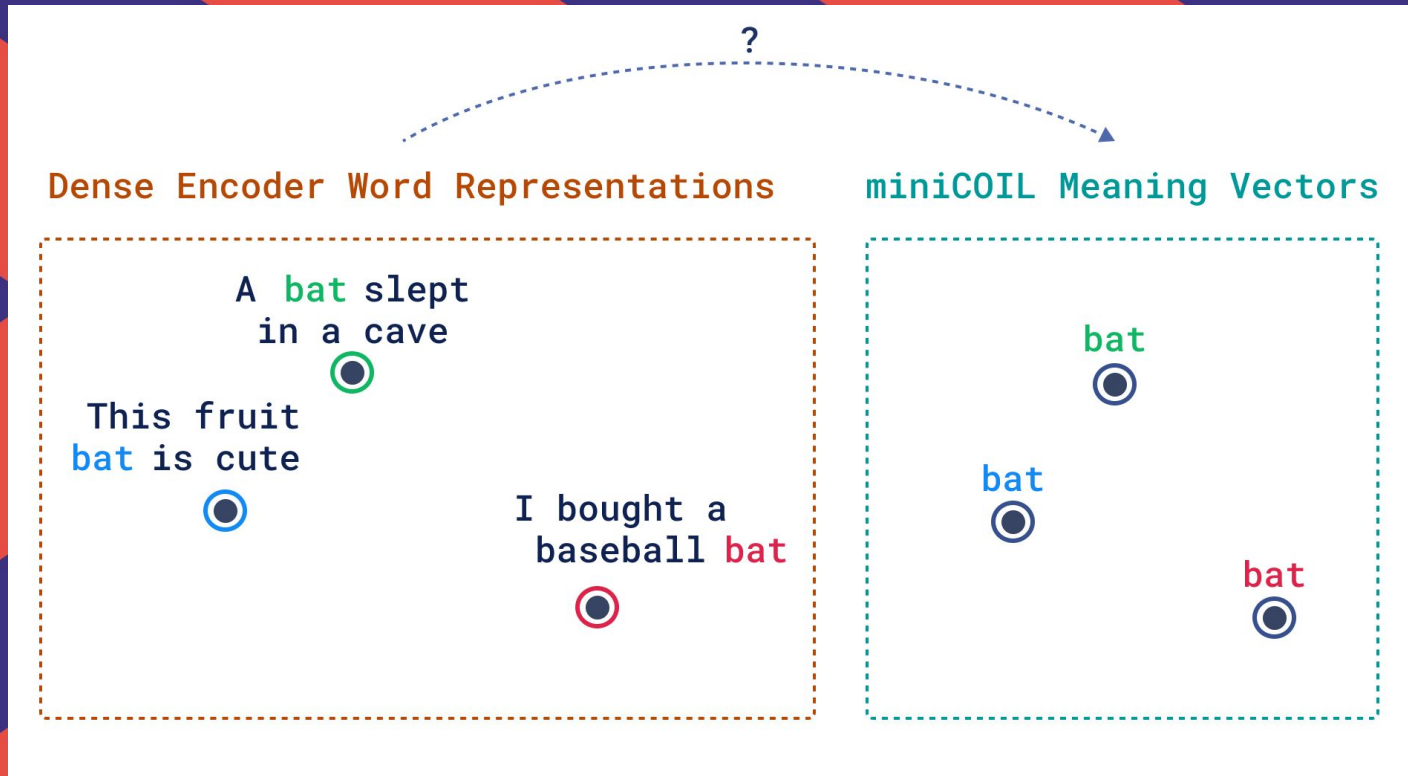 ?
Dense Encoder Word Representations
A bat slept
in a cave
This fruit
bat is cute
I bought a
baseball bat
miniCOIL Meaning Vectors
bat
bat
bat